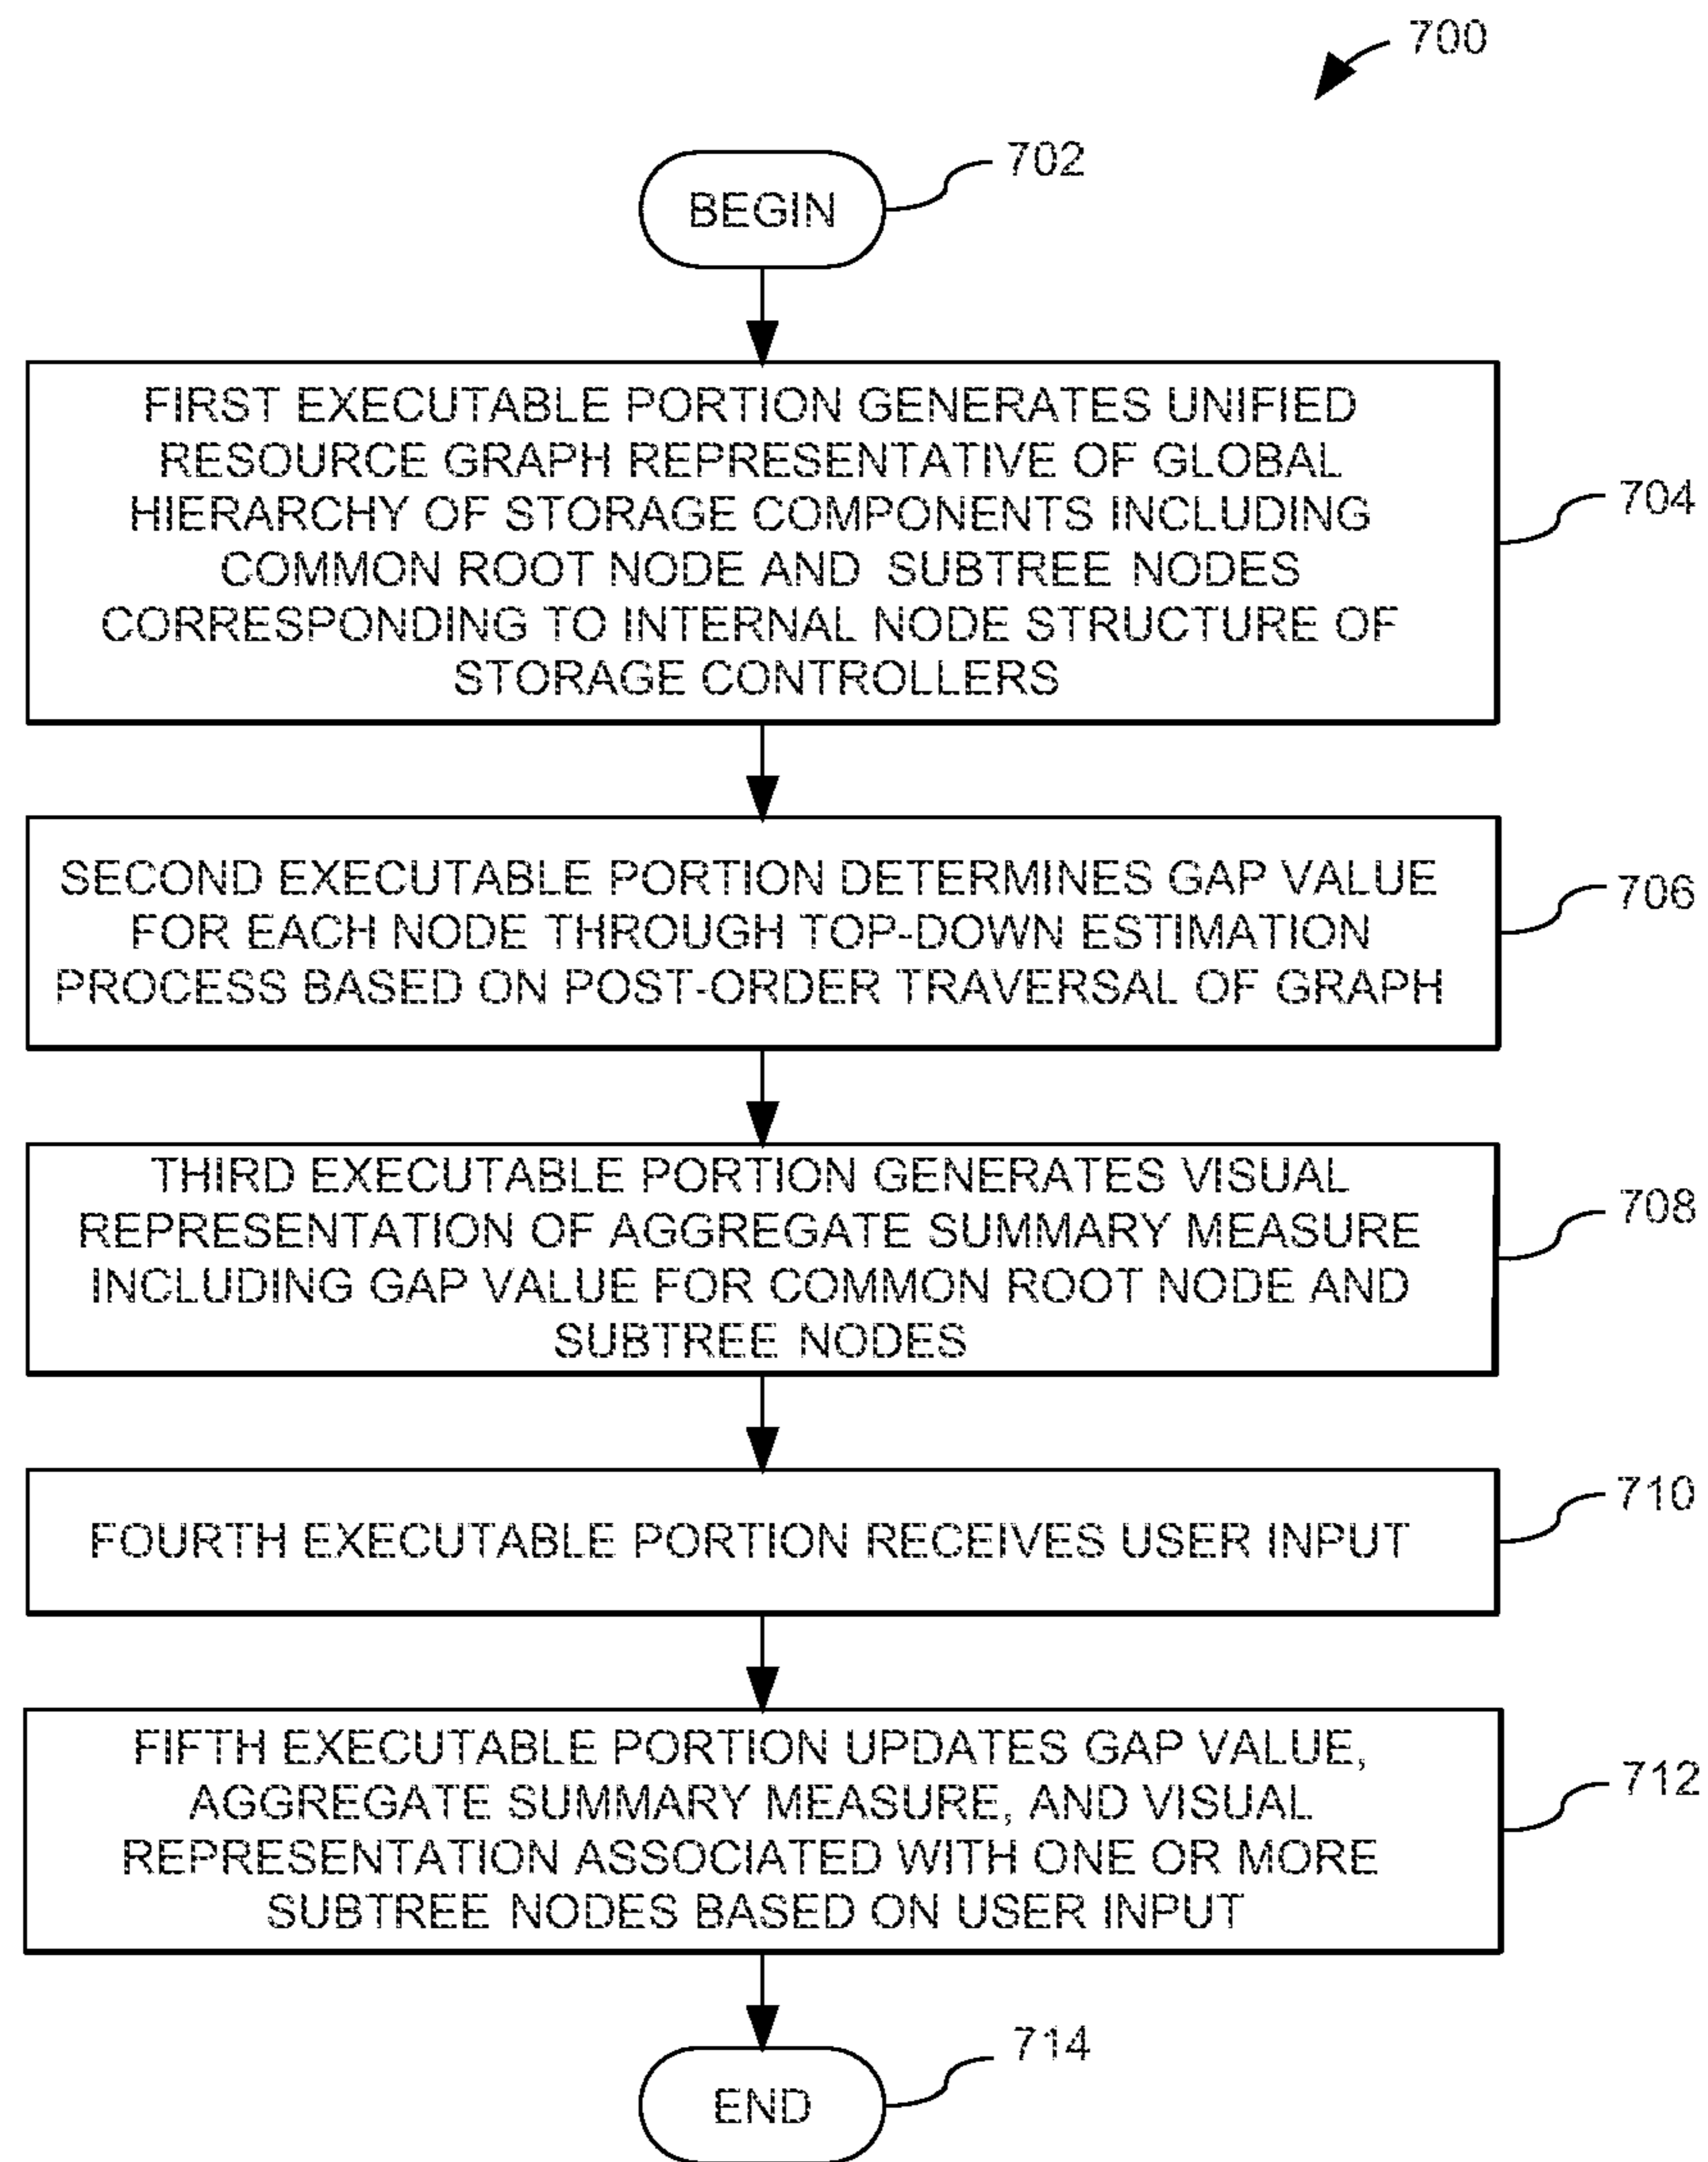 700
BEGIN
702
FIRST EXECUTABLE PORTION GENERATES UNIFIED
RESOURCE GRAPH REPRESENTATIVE OF GLOBAL
HIERARCHY OF STORAGE COMPONENTS INCLUDING
COMMON ROOT NODE AND SUBTREE NODES
CORRESPONDING TO INTERNAL NODE STRUCTURE OF
STORAGE CONTROLLERS
704
SECOND EXECUTABLE PORTION DETERMINES GAP VALUE
FOR EACH NODE THROUGH TOP-DOWN ESTIMATION
PROCESS BASED ON POST-ORDER TRAVERSAL OF GRAPH
706
THIRD EXECUTABLE PORTION GENERATES VISUAL
REPRESENTATION OF AGGREGATE SUMMARY MEASURE
INCLUDING GAP VALUE FOR COMMON ROOT NODE AND
SUBTREE NODES
708
FOURTH EXECUTABLE PORTION RECEIVES USER INPUT
710
FIFTH EXECUTABLE PORTION UPDATES GAP VALUE,
AGGREGATE SUMMARY MEASURE, AND VISUAL
REPRESENTATION ASSOCIATED WITH ONE OR MORE
SUBTREE NODES BASED ON USER INPUT
712
END
714